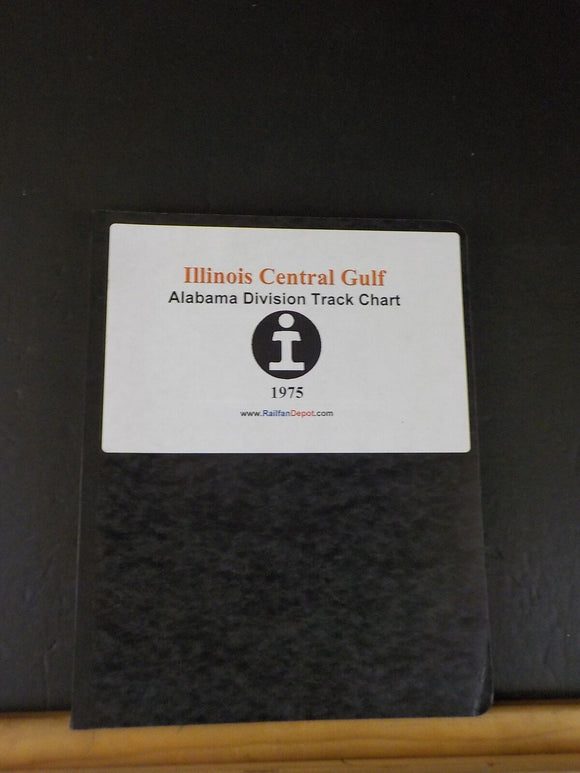 Illinois Central Gulf
Alabama Division Track Chart
i
1975
www.RailfanDepot.com